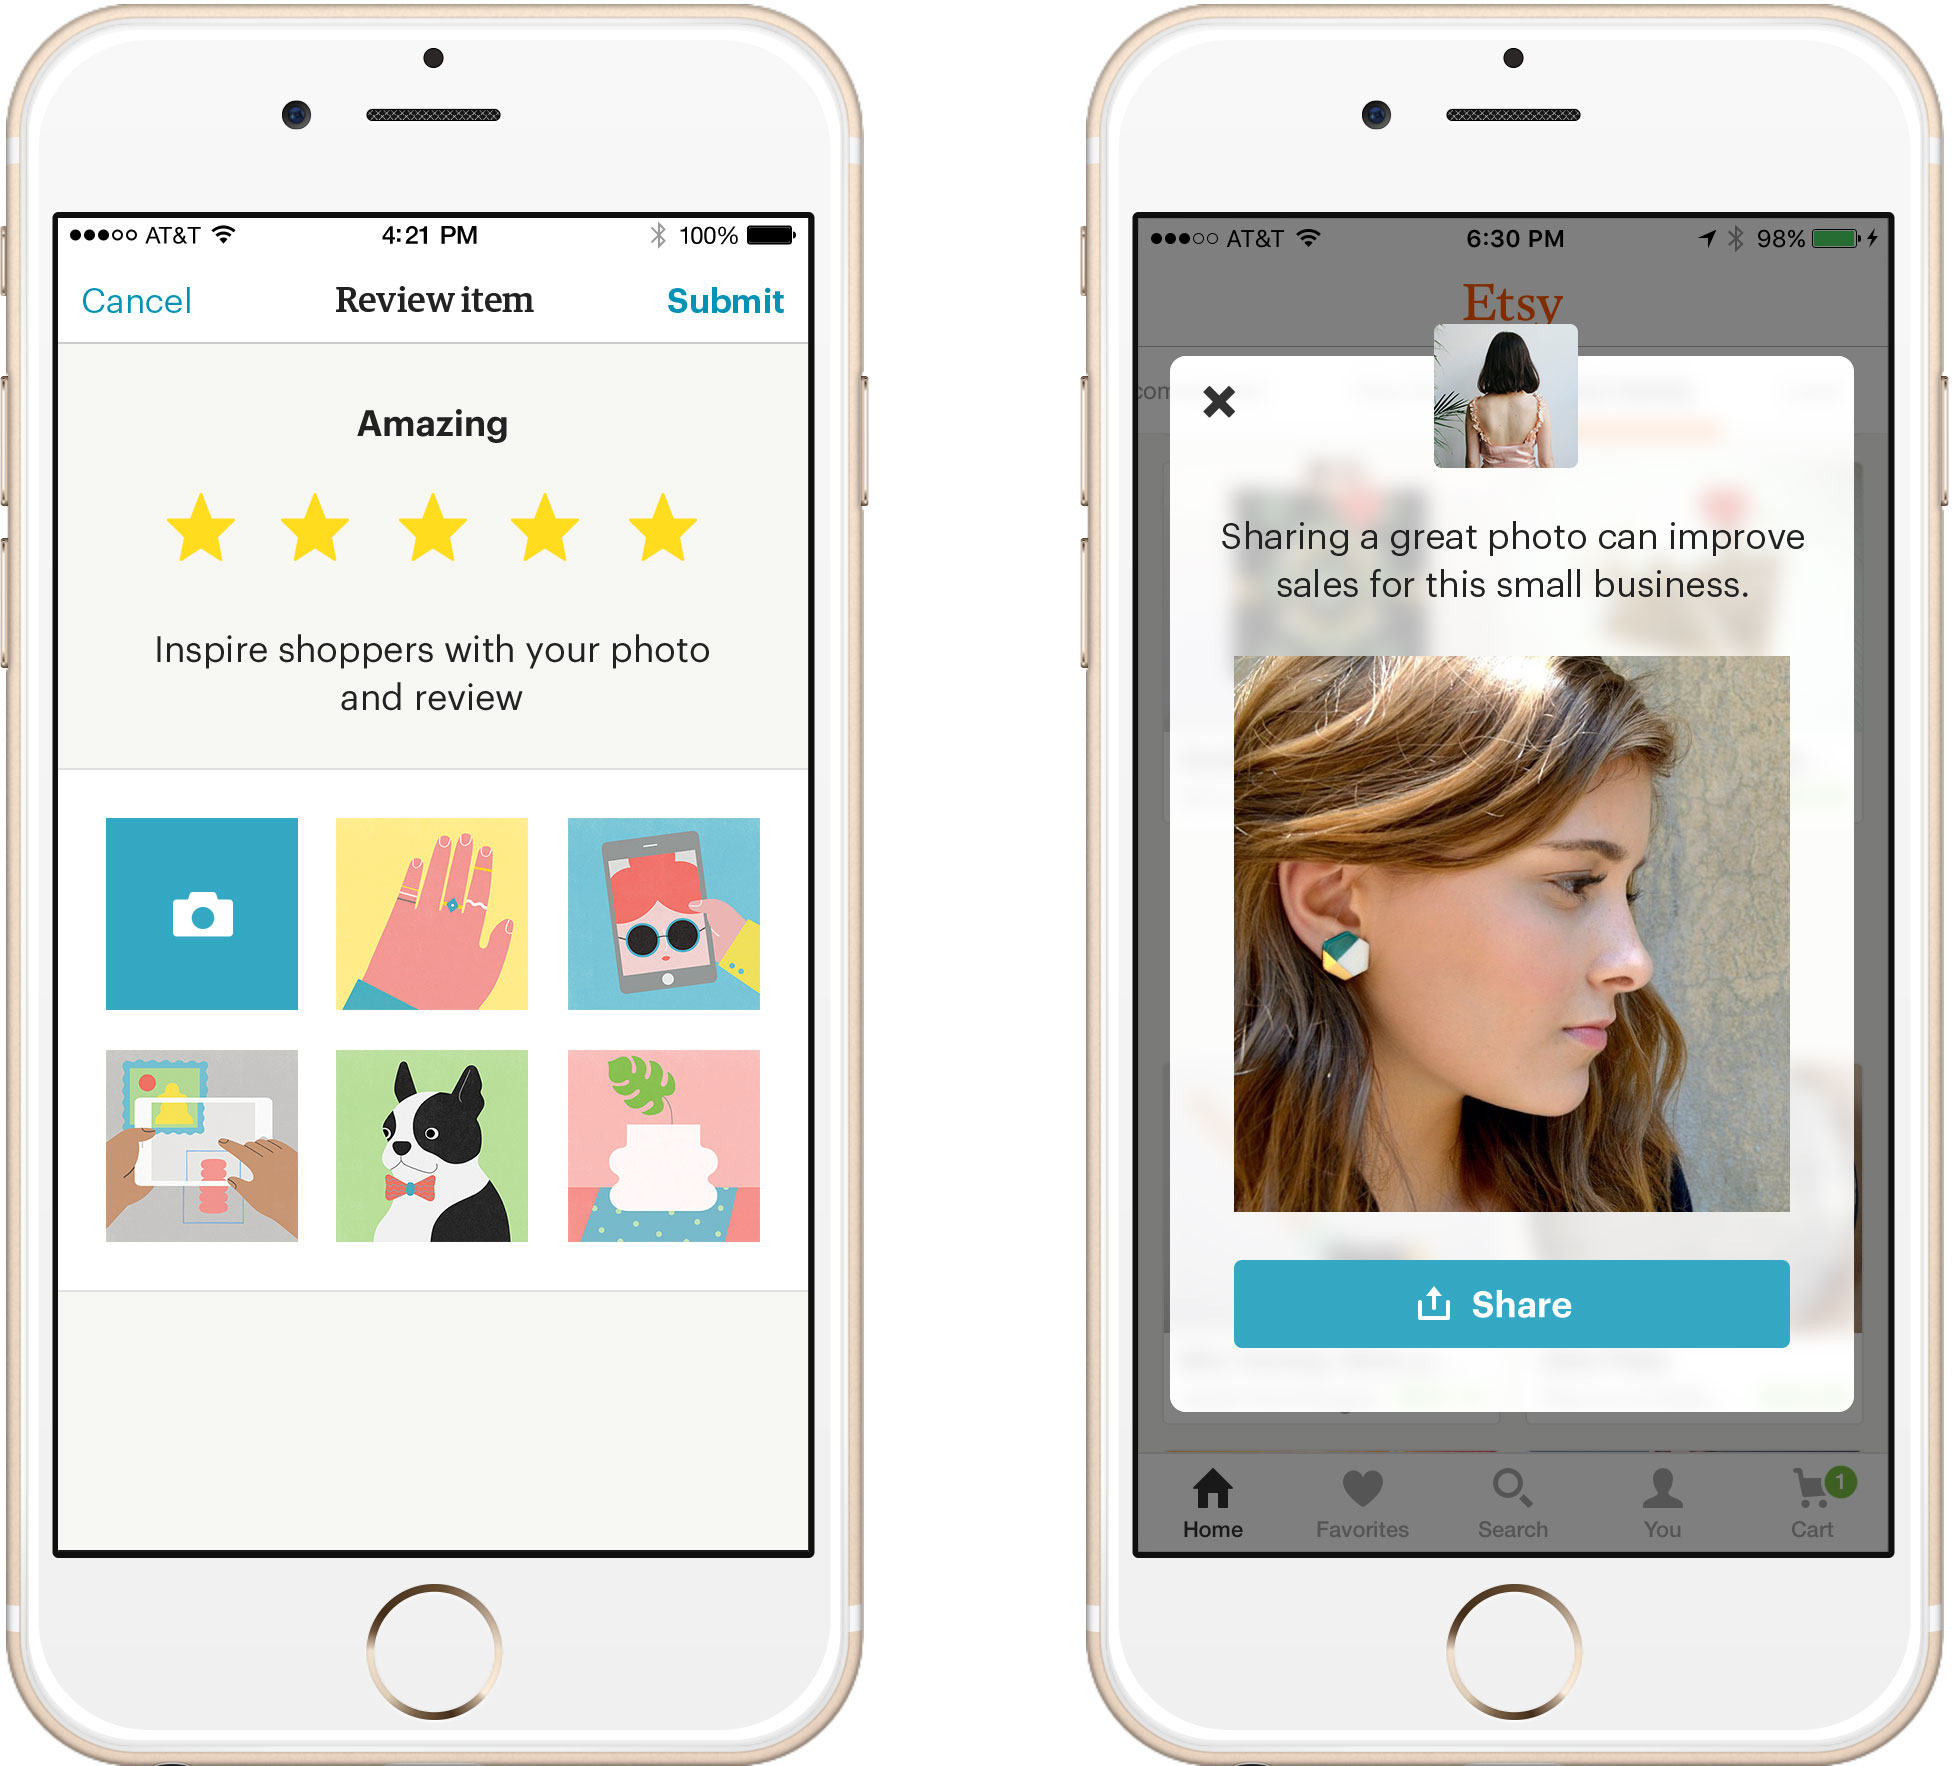 AT&T
4:21 PM
100%
Cancel
Review item
Submit
Amazing
Inspire shoppers with your photo
and review
AT&T
6:30 PM
98%
Etsy
Sharing a great photo can improve
sales for this small business.
Share
Home
Favorites
Search
You
1
Cart